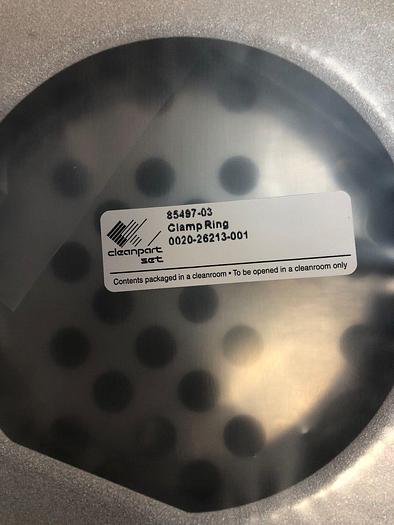 85497-03
Clamp Ring
0020-26213-001
cleanpart
set
Contents packaged in a cleanroom • To be opened in a cleanroom only